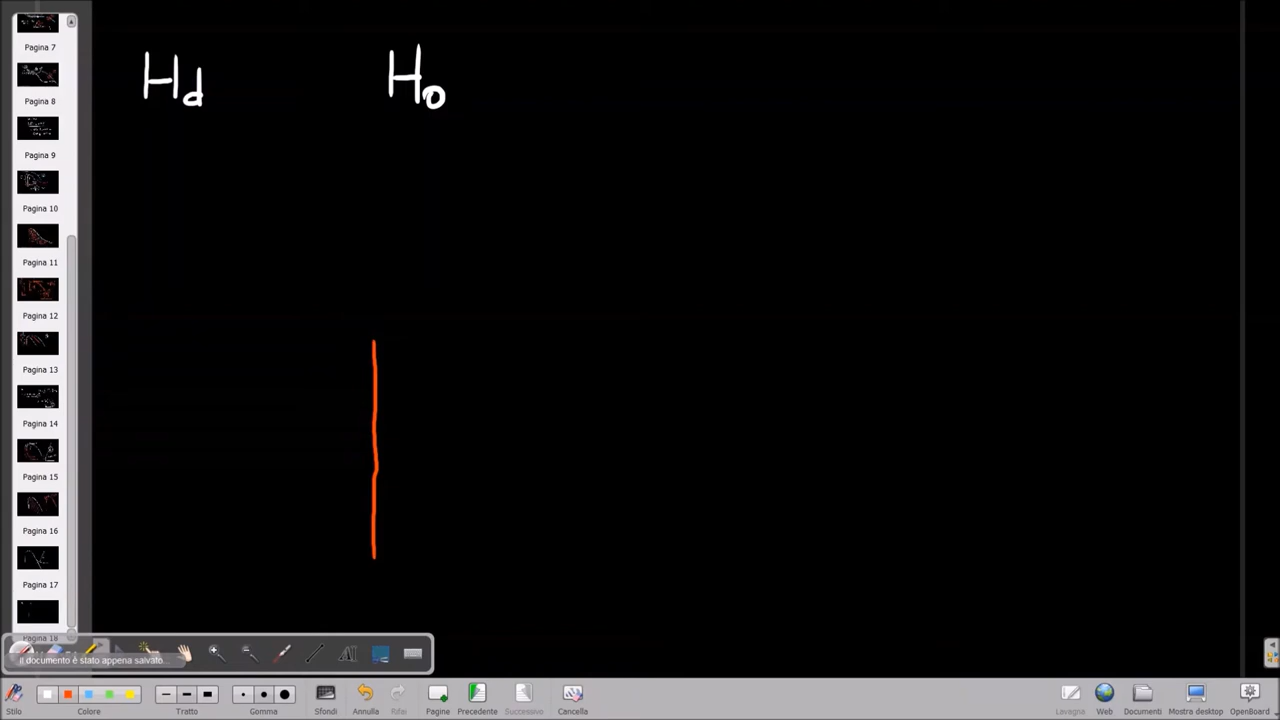 Hd Ho
Pagina 7
Pagina 8
Pagina 9
Pagina 10
Pagina 11
Pagina 12
Pagina 13
Pagina 14
Pagina 15
Pagina 16
Pagina 17
Pagina 18
il documento è stato appena salvato...
Stilo Colore Tratto Gomma Sfondi Annulla Rifai Pagine Precedente Successivo Cancella Lavagna Web Documenti Mostra desktop OpenBoard